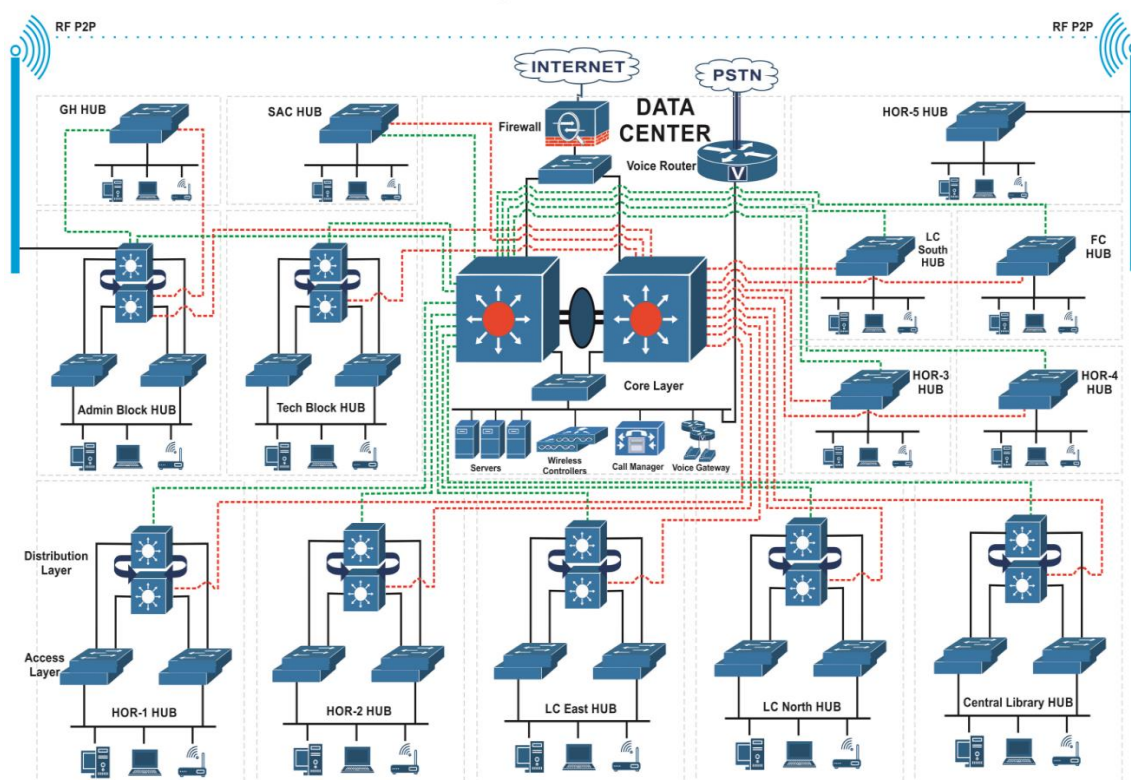 RF P2P
RF P2P
INTERNET
PSTN
GH HUB
SAC HUB
Firewall
DATA
CENTER
Voice Router
V
HOR-5 HUB
LC
South
HUB
FC
HUB
HOR-3
HUB
HOR-4
HUB
Admin Block HUB
Tech Block HUB
Core Layer
Servers
Wireless
Controllers
Call Manager
V
Voice Gateway
Distribution
Layer
Access
Layer
HOR-1 HUB
HOR-2 HUB
LC East HUB
LC North HUB
Central Library HUB